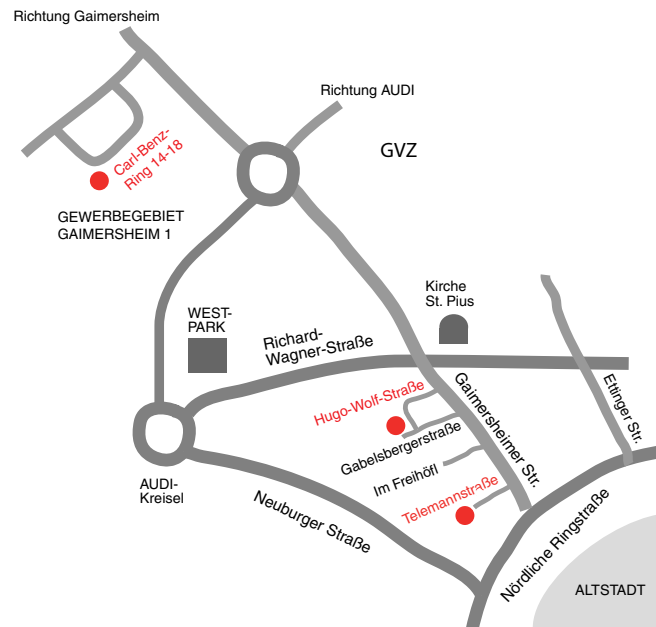 Richtung Gaimersheim
Richtung AUDI
GVZ
Carl-Benz-
Ring 14-18
GEWERBEGEBIET
GAIMERSHEIM 1
Kirche
St. Pius
WEST-
PARK
Richard-
Wagner-Straße
Ettinger Str.
Hugo-Wolf-Straße
Gaimersheimer Str.
Gabelsbergerstraße
Im Freihöfl
Telemannstraße
AUDI-
Kreisel
Neuburger Straße
Nördliche Ringstraße
ALTSTADT